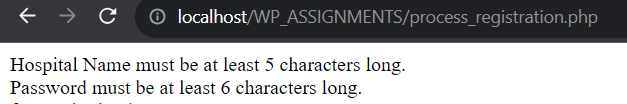 localhost/WP_ASSIGNMENTS/process_registration.php
Hospital Name must be at least 5 characters long.
Password must be at least 6 characters long.